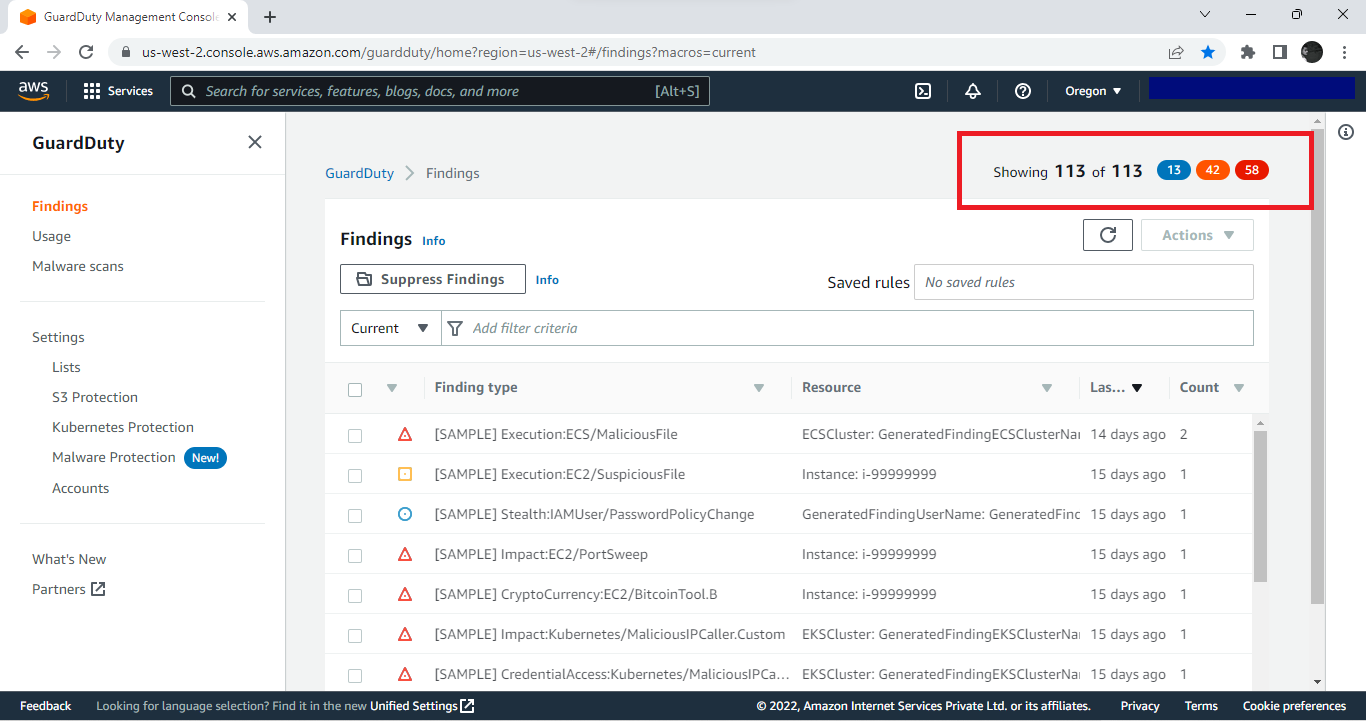 GuardDuty Management Console
us-west-2.console.aws.amazon.com/guardduty/home?region=us-west-2#/findings?macros=current
aws Services Search for services, features, blogs, docs, and more [Alt+S] Oregon
GuardDuty
Findings
Usage
Malware scans
Settings
Lists
S3 Protection
Kubernetes Protection
Malware Protection New!
Accounts
What's New
Partners
GuardDuty Findings
Showing 113 of 113 13 42 58
Findings Info
Actions
Suppress Findings Info
Saved rules No saved rules
Current Add filter criteria
Finding type Resource Las... Count
[SAMPLE] Execution:ECS/MaliciousFile ECSCluster: GeneratedFindingECSClusterNa 14 days ago 2
[SAMPLE] Execution:EC2/SuspiciousFile Instance: i-99999999 15 days ago 1
[SAMPLE] Stealth:IAMUser/PasswordPolicyChange GeneratedFindingUserName: GeneratedFinc 15 days ago 1
[SAMPLE] Impact:EC2/PortSweep Instance: i-99999999 15 days ago 1
[SAMPLE] CryptoCurrency:EC2/BitcoinTool.B Instance: i-99999999 15 days ago 1
[SAMPLE] Impact:Kubernetes/MaliciousIPCaller.Custom EKSCluster: GeneratedFindingEKSClusterNa 15 days ago 1
[SAMPLE] CredentialAccess:Kubernetes/MaliciousIPCa... EKSCluster: GeneratedFindingEKSClusterNa 15 days ago 1
Feedback Looking for language selection? Find it in the new Unified Settings © 2022, Amazon Internet Services Private Ltd. or its affiliates. Privacy Terms Cookie preferences